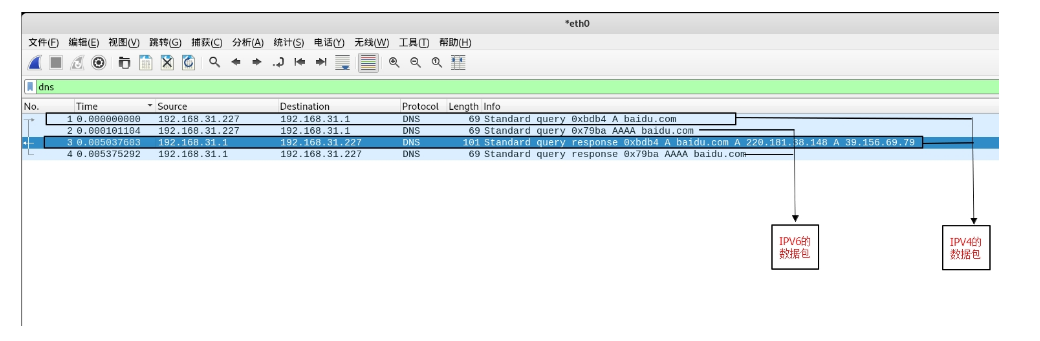 *eth0
文件(F) 编辑(E) 视图(V) 跳转(G) 捕获(C) 分析(A) 统计(S) 电话(Y) 无线(W) 工具(T) 帮助(H)
dns
No. Time Source Destination Protocol Length Info
1 0.000000000 192.168.31.227 192.168.31.1 DNS 69 Standard query 0xbdb4 A baidu.com
2 0.000101104 192.168.31.227 192.168.31.1 DNS 69 Standard query 0x79ba AAAA baidu.com
3 0.005037603 192.168.31.1 192.168.31.227 DNS 101 Standard query response 0xbdb4 A baidu.com A 220.181.38.148 A 39.156.69.79
4 0.005375292 192.168.31.1 192.168.31.227 DNS 69 Standard query response 0x79ba AAAA baidu.com
IPV6的
数据包
IPV4的
数据包